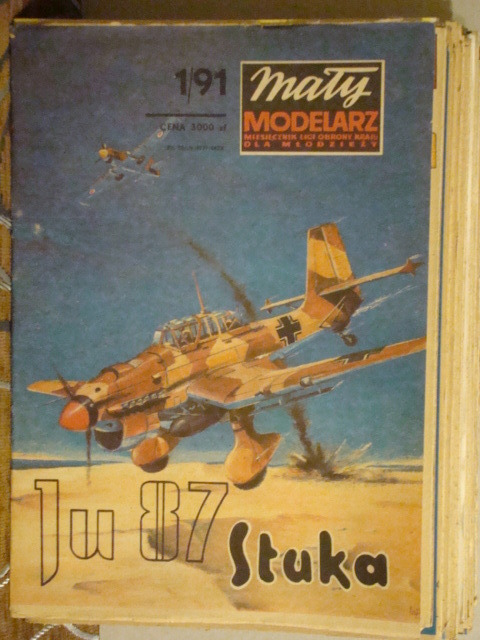 1/91
CENA 3000 zł
mały
MODELARZ
MIESIĘCZNIK LIGI OBRONY KRAJU
DLA MŁODZIEŻY
Ju 87
Stuka